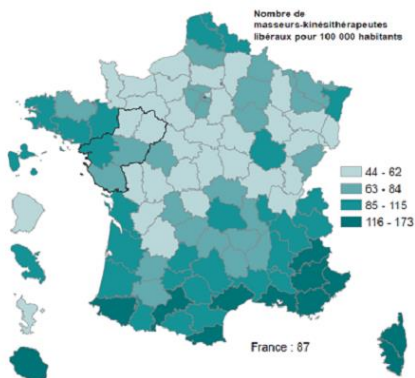 Nombre de
masseurs-kinésithérapeutes
libéraux pour 100 000 habitants
44 - 62
63 - 84
85 - 115
116 - 173
France : 87